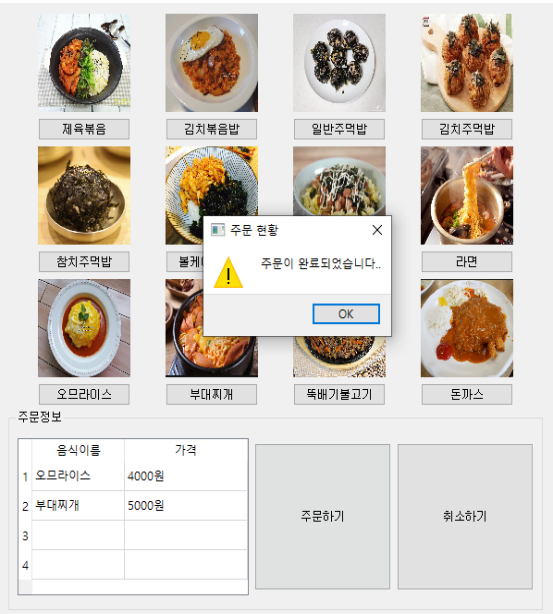 제육볶음
김치볶음밥
일반주먹밥
김치주먹밥
참치주먹밥
라면
주문 현황
주문이 완료되었습니다..
OK
오므라이스
부대찌개
뚝배기불고기
돈까스
주문정보
음식이름 가격
1 오므라이스 4000원
2 부대찌개 5000원
3
4
주문하기
취소하기